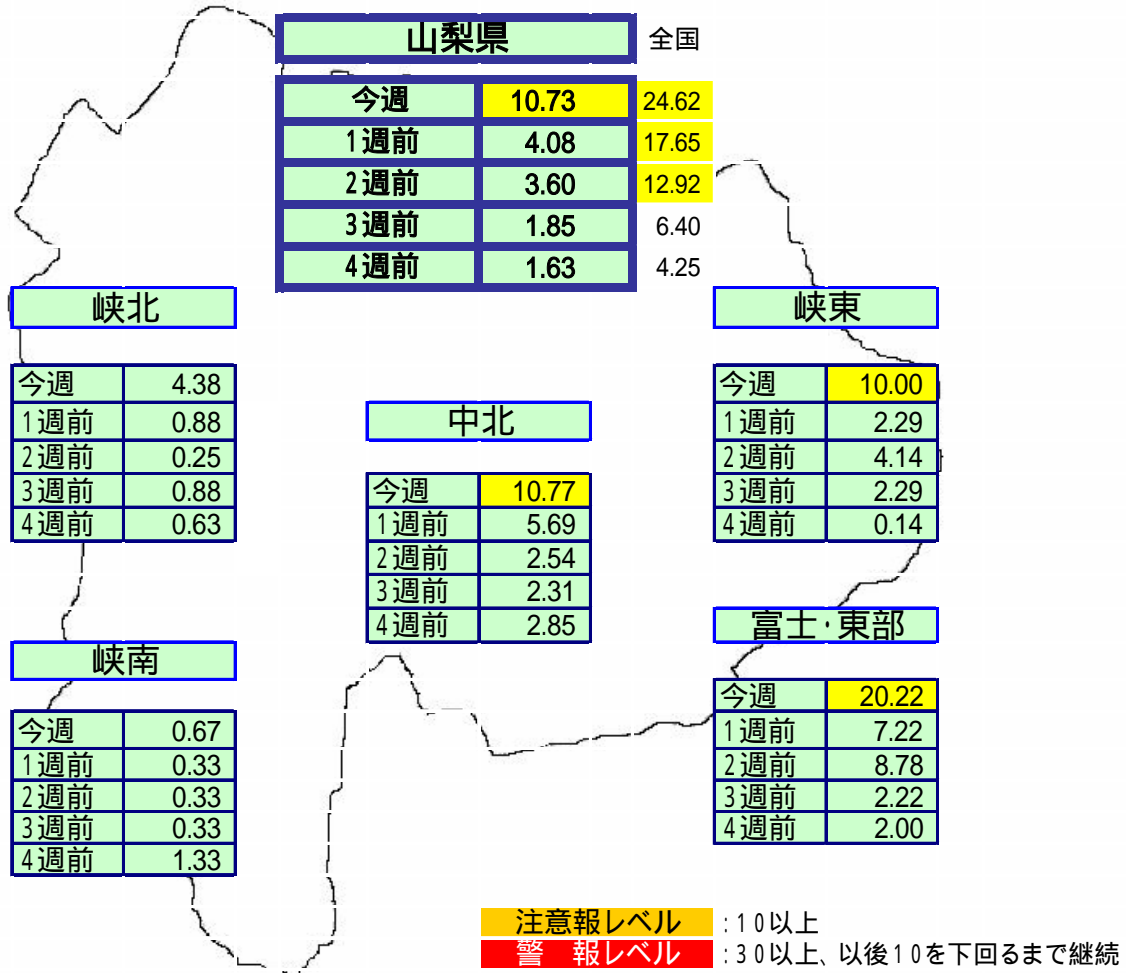 山梨県 全国
今週 10.73 24.62
1週前 4.08 17.65
2週前 3.60 12.92
3週前 1.85 6.40
4週前 1.63 4.25
峡北
今週 4.38
1週前 0.88
2週前 0.25
3週前 0.88
4週前 0.63
中北
今週 10.77
1週前 5.69
2週前 2.54
3週前 2.31
4週前 2.85
峡東
今週 10.00
1週前 2.29
2週前 4.14
3週前 2.29
4週前 0.14
峡南
今週 0.67
1週前 0.33
2週前 0.33
3週前 0.33
4週前 1.33
富士・東部
今週 20.22
1週前 7.22
2週前 8.78
3週前 2.22
4週前 2.00
注意報レベル :10以上
警 報レベル :30以上、以後10を下回るまで継続